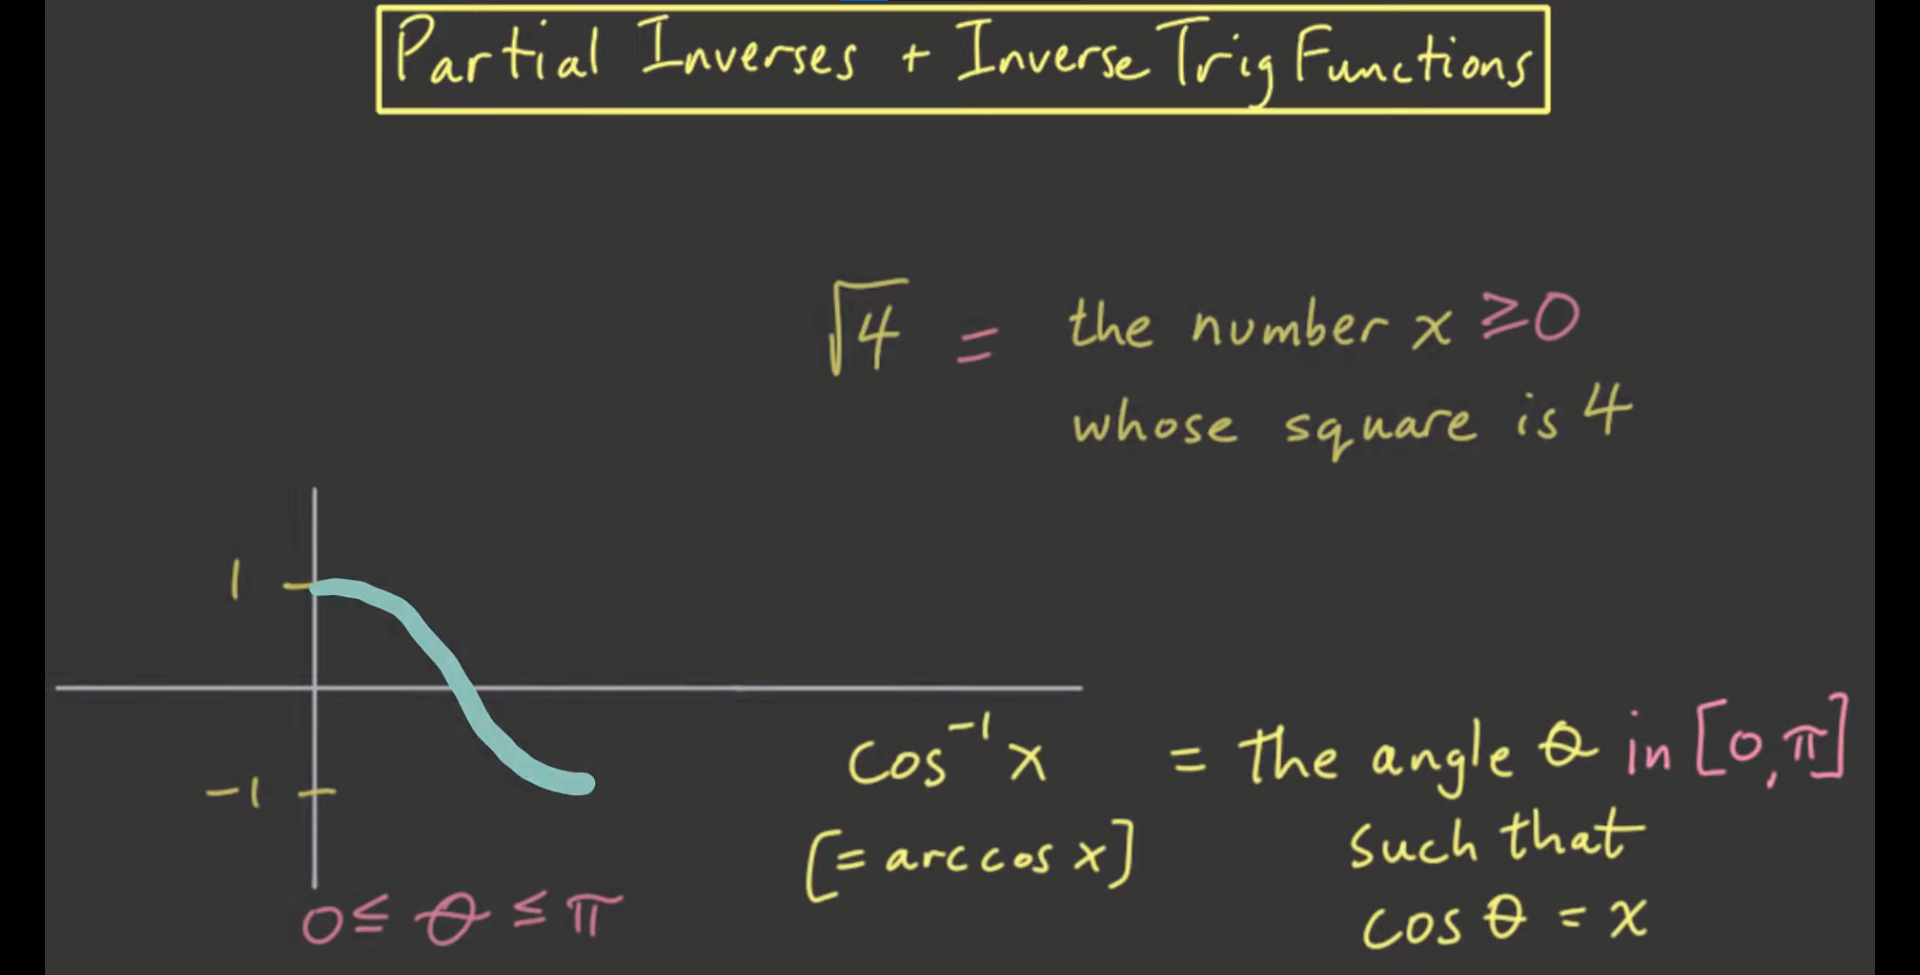 Partial Inverses + Inverse Trig Functions
√4 = the number x ≥0
whose square is 4
1
-1
0 ≤ θ ≤ π
cos⁻¹ x = the angle θ in [0,π]
[= arccos x] such that
cos θ = x